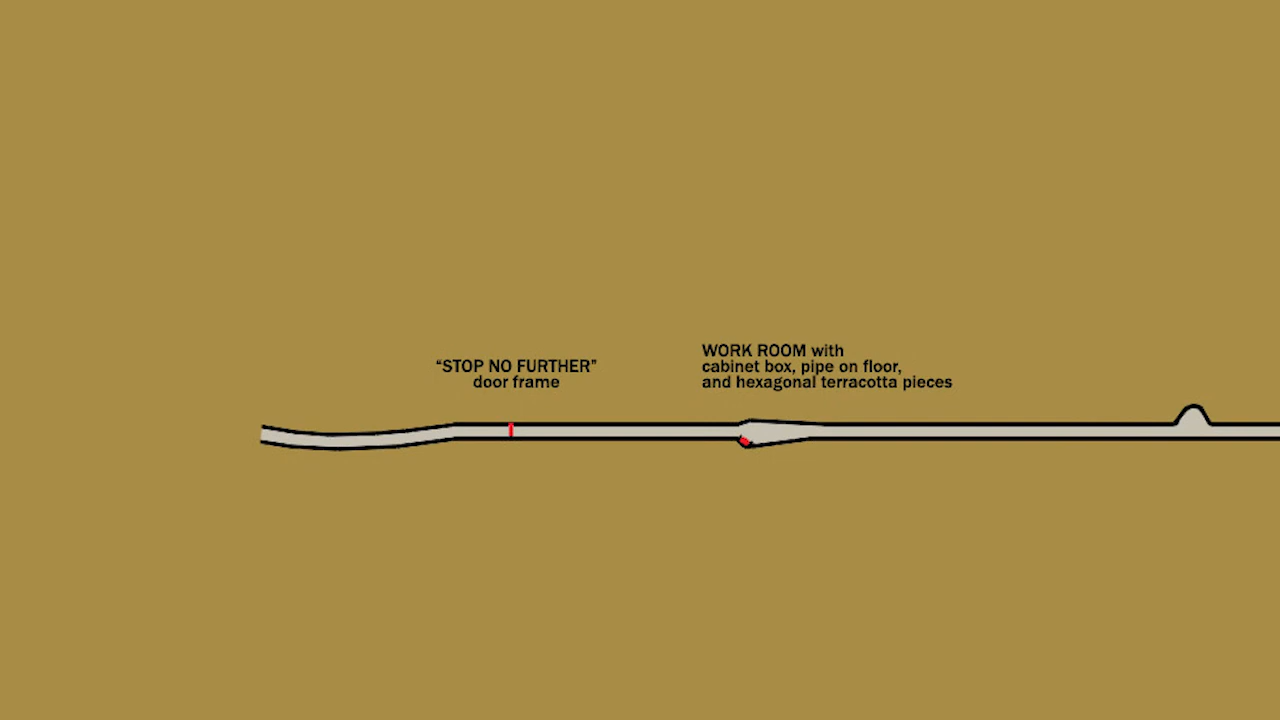 “STOP NO FURTHER”
door frame
WORK ROOM with
cabinet box, pipe on floor,
and hexagonal terracotta pieces